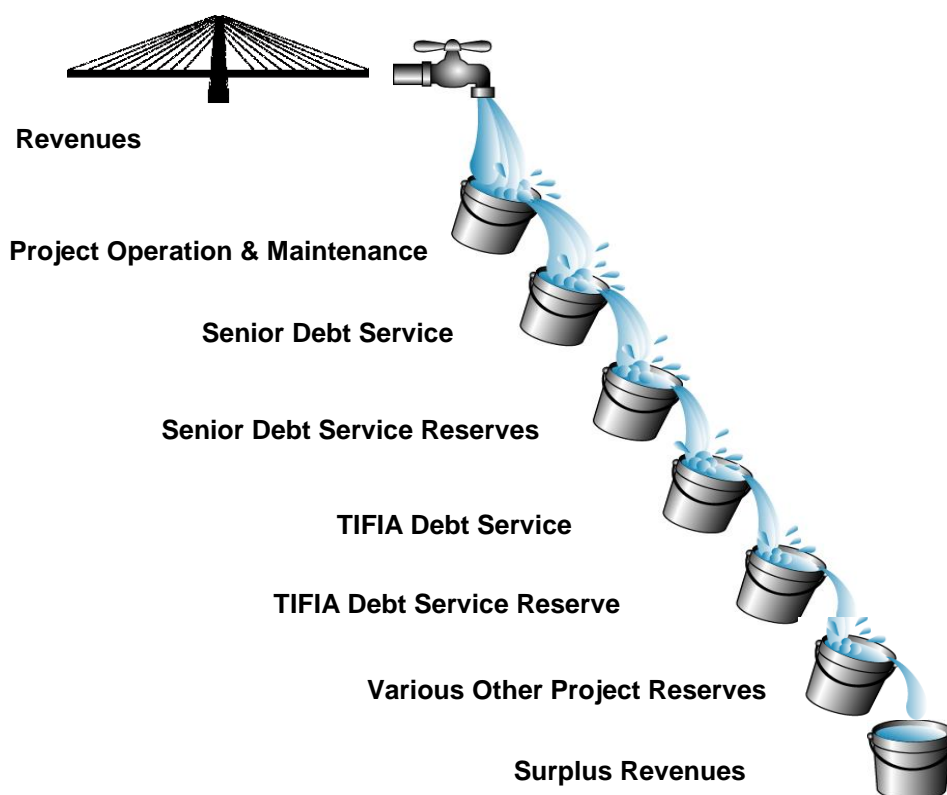 Revenues
Project Operation & Maintenance
Senior Debt Service
Senior Debt Service Reserves
TIFIA Debt Service
TIFIA Debt Service Reserve
Various Other Project Reserves
Surplus Revenues